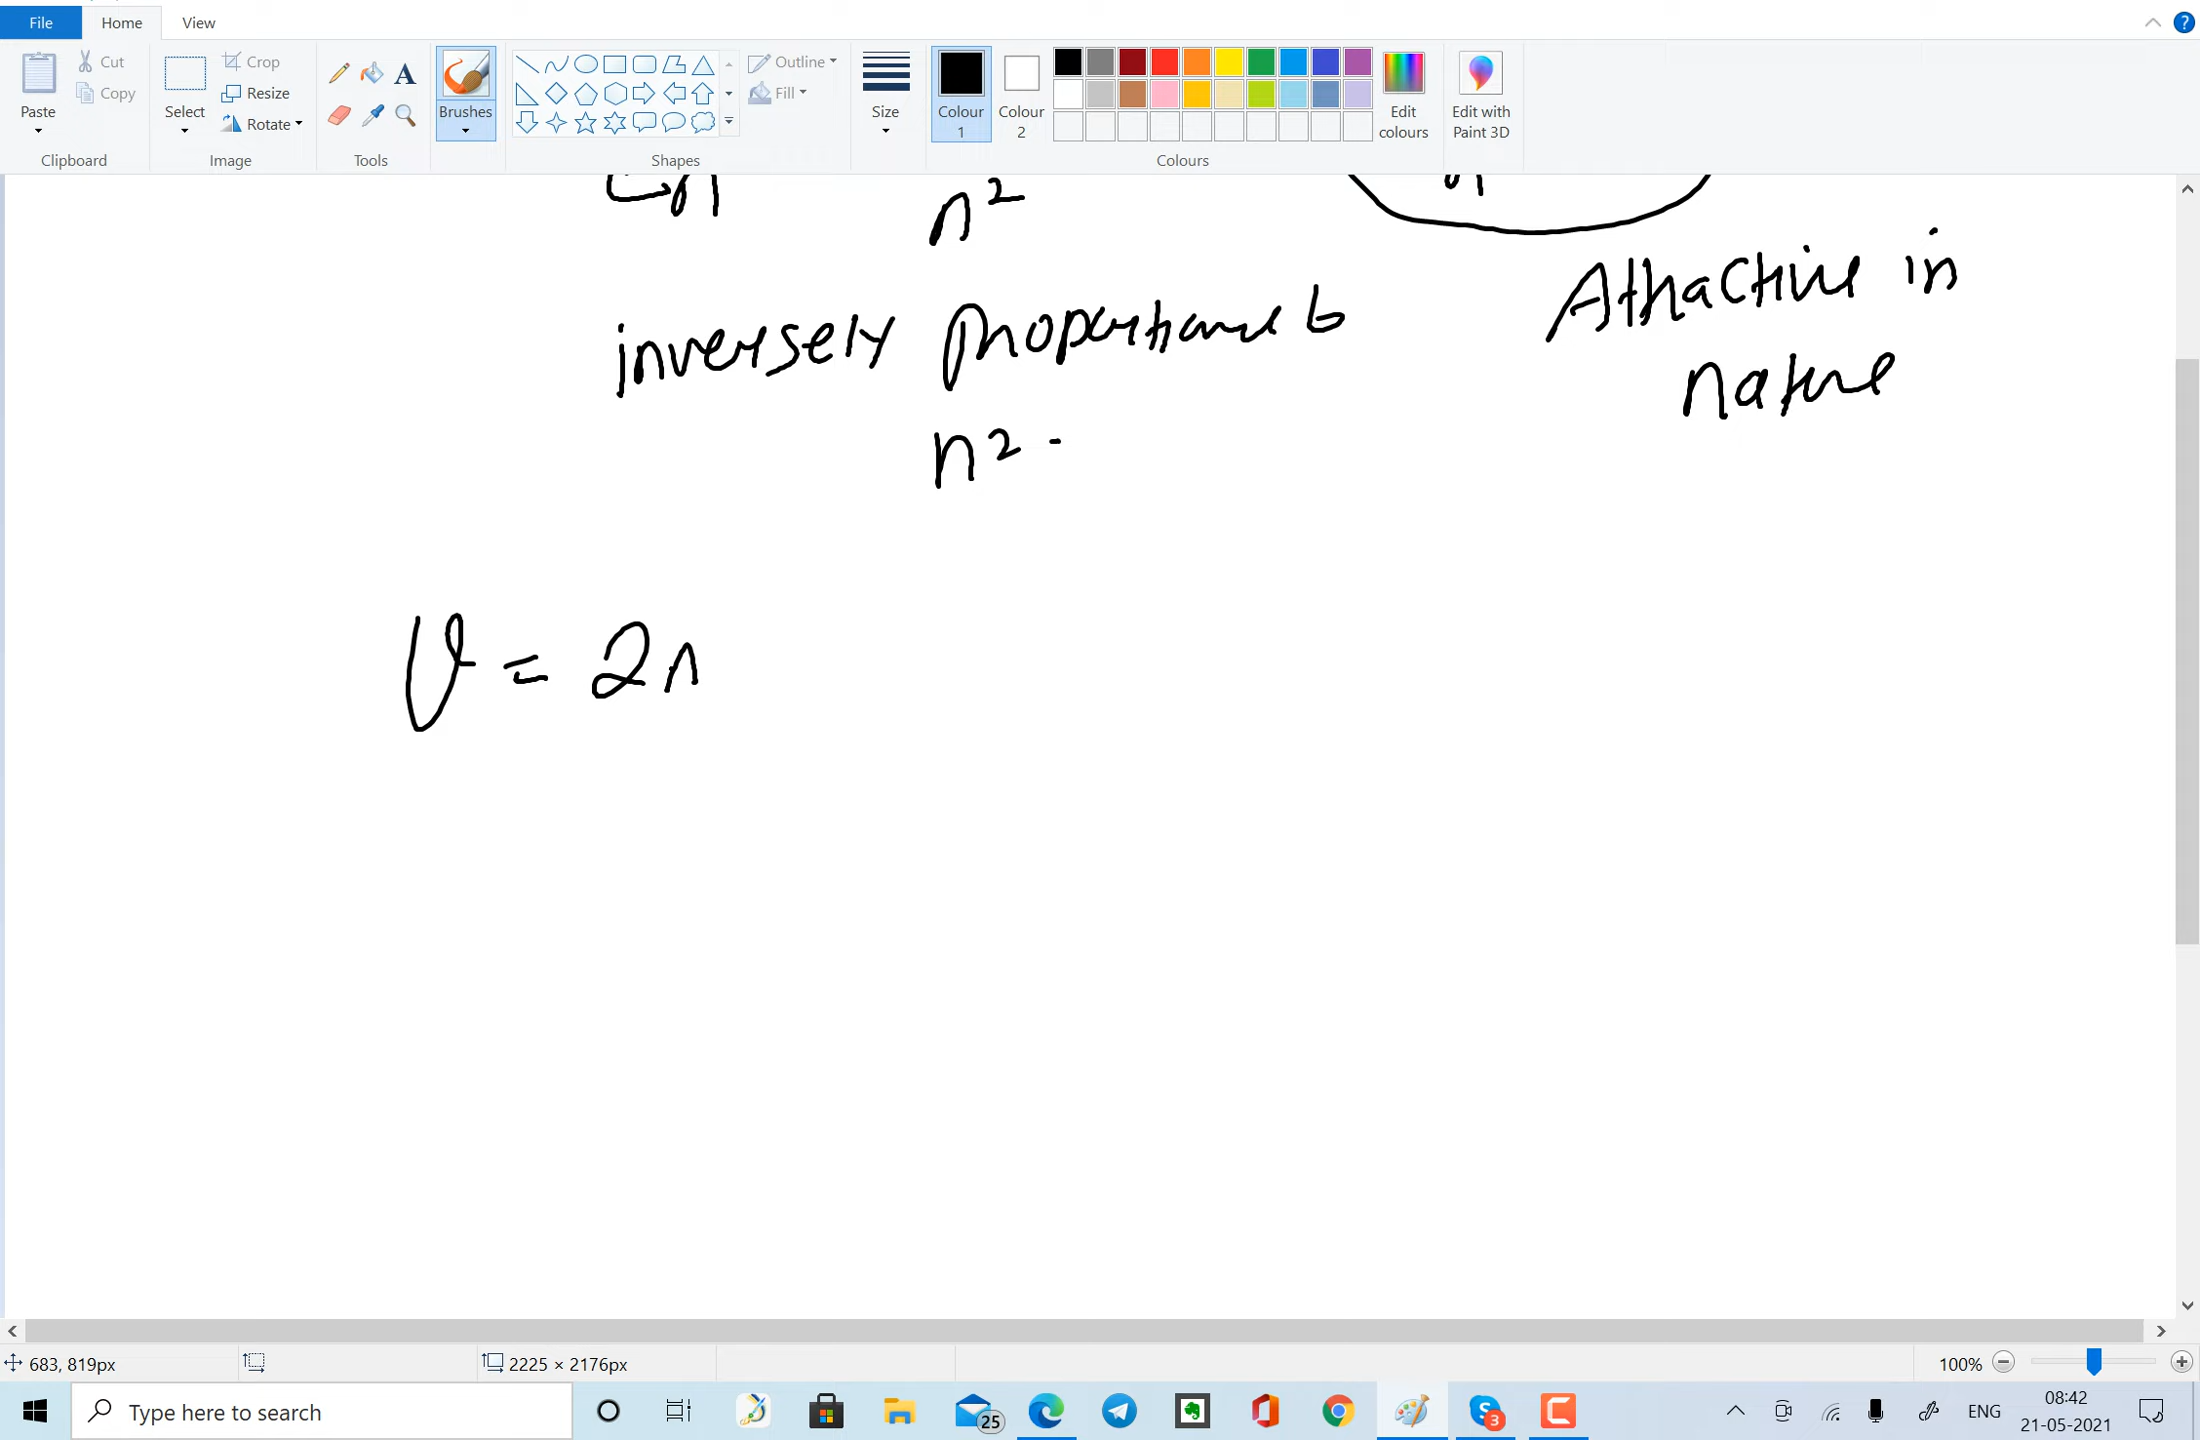 File Home View
Paste Cut Copy Clipboard
Select Crop Resize Rotate Image
Tools
Brushes
Shapes
Outline Fill
Size
Colour 1 Colour 2 Edit colours Colours
Edit with Paint 3D
n²
inversely
n²
Attractive in
nature
V = 2n
683, 819px 2225 × 2176px 100%
Type here to search 25 3 ENG 08:42
21-05-2021